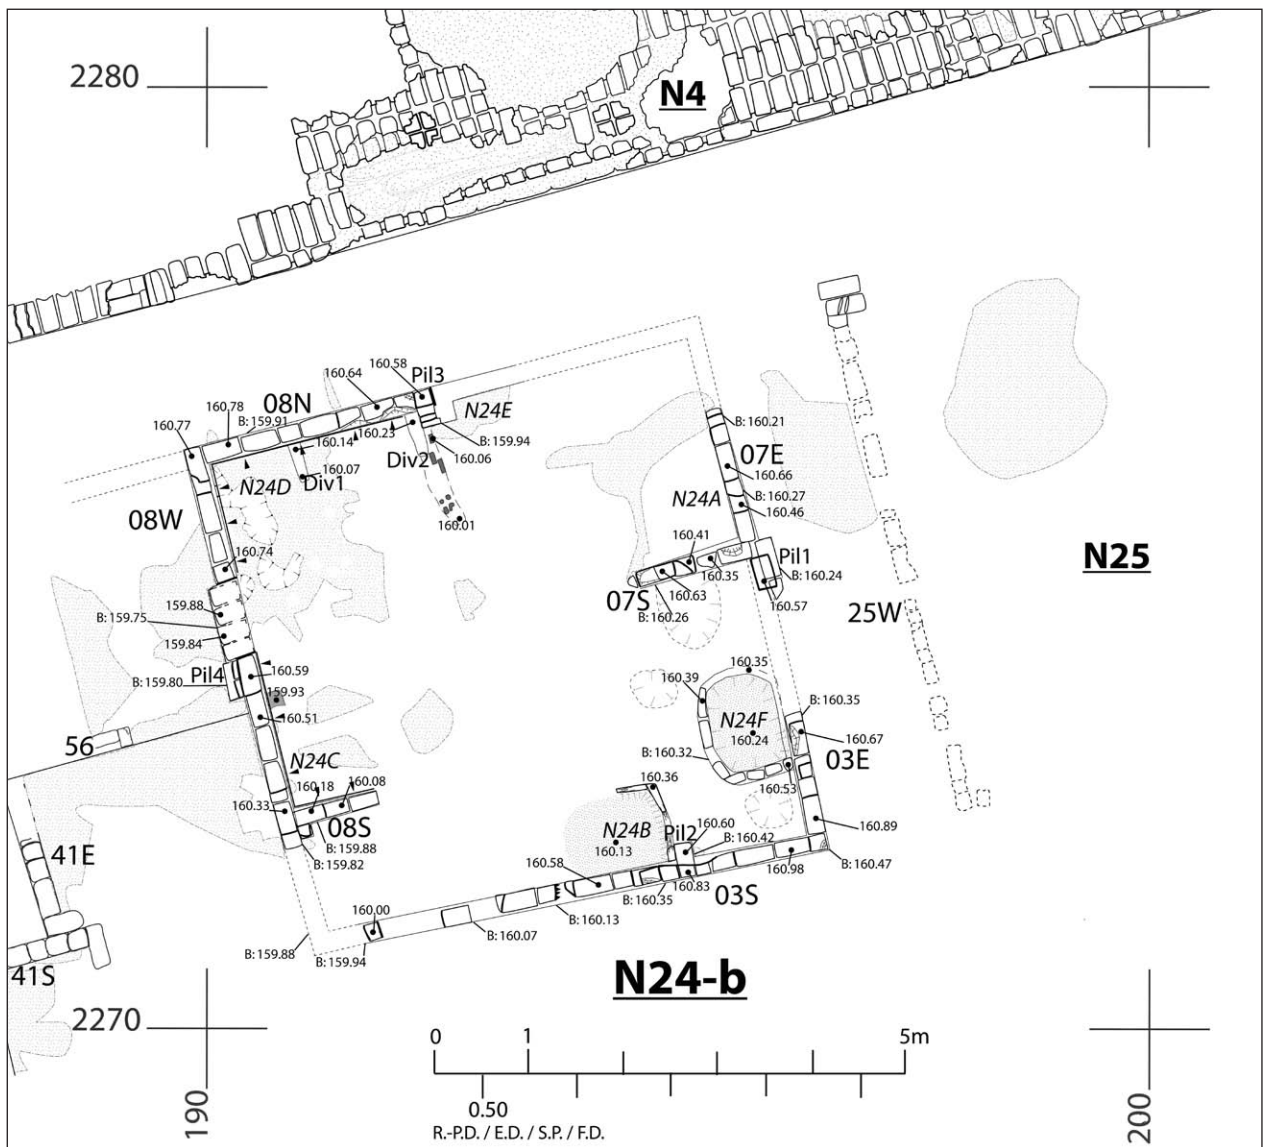 2280
N4
160.58
Pil3
160.64
08N
160.78
B: 159.91
160.77
N24E
160.14
160.23
B: 159.94
B: 160.21
07E
Div2
160.06
160.07
Div1
N24D
160.66
N24A
B: 160.27
160.46
08W
160.01
160.41
160.74
160.35
Pil1
B: 160.24
N25
160.63
160.57
07S
B: 160.26
159.88
B: 159.75
25W
159.84
160.35
Pil4
160.59
B: 159.80
160.39
159.93
B: 160.35
160.51
N24F
56
160.24
160.67
B: 160.32
03E
N24C
160.36
160.53
160.18
160.08
160.33
160.89
08S
N24B
Pil2
160.60
B: 160.42
B: 159.88
160.13
41E
B: 159.82
160.58
160.98
B: 160.47
160.83
03S
B: 160.35
160.00
B: 160.13
B: 160.07
B: 159.88
B: 159.94
41S
N24-b
2270
0 1 5m
0.50
R.-P.D. / E.D. / S.P. / F.D.
190
200